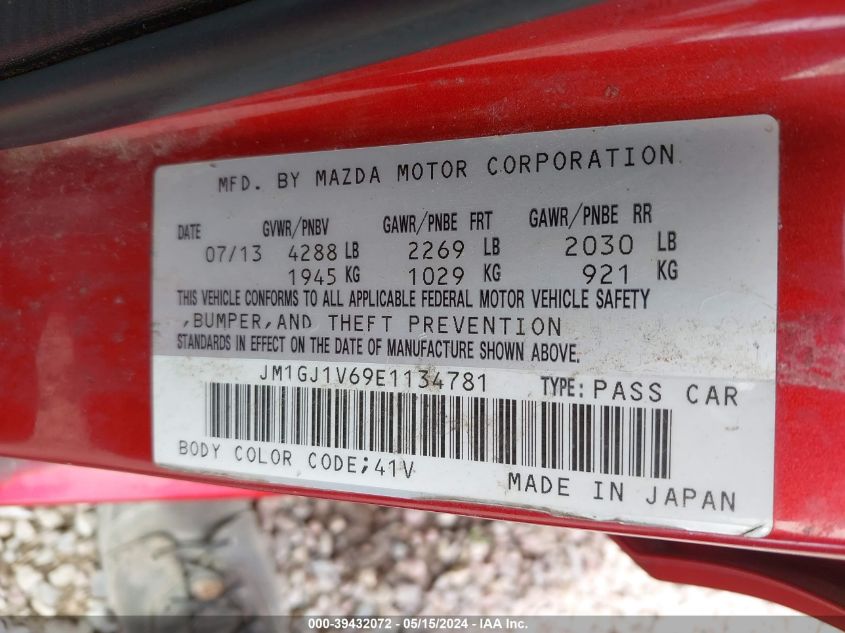 MFD. BY MAZDA MOTOR CORPORATION
DATE GVWR/PNBV GAWR/PNBE FRT GAWR/PNBE RR
07/13 4288 LB 2269 LB 2030 LB
1945 KG 1029 KG 921 KG
THIS VEHICLE CONFORMS TO ALL APPLICABLE FEDERAL MOTOR VEHICLE SAFETY
,BUMPER,AND THEFT PREVENTION
STANDARDS IN EFFECT ON THE DATE OF MANUFACTURE SHOWN ABOVE.
JM1GJ1V69E1134781 TYPE: PASS CAR
BODY COLOR CODE;41V MADE IN JAPAN
000-39432072 - 05/15/2024 - IAA Inc.